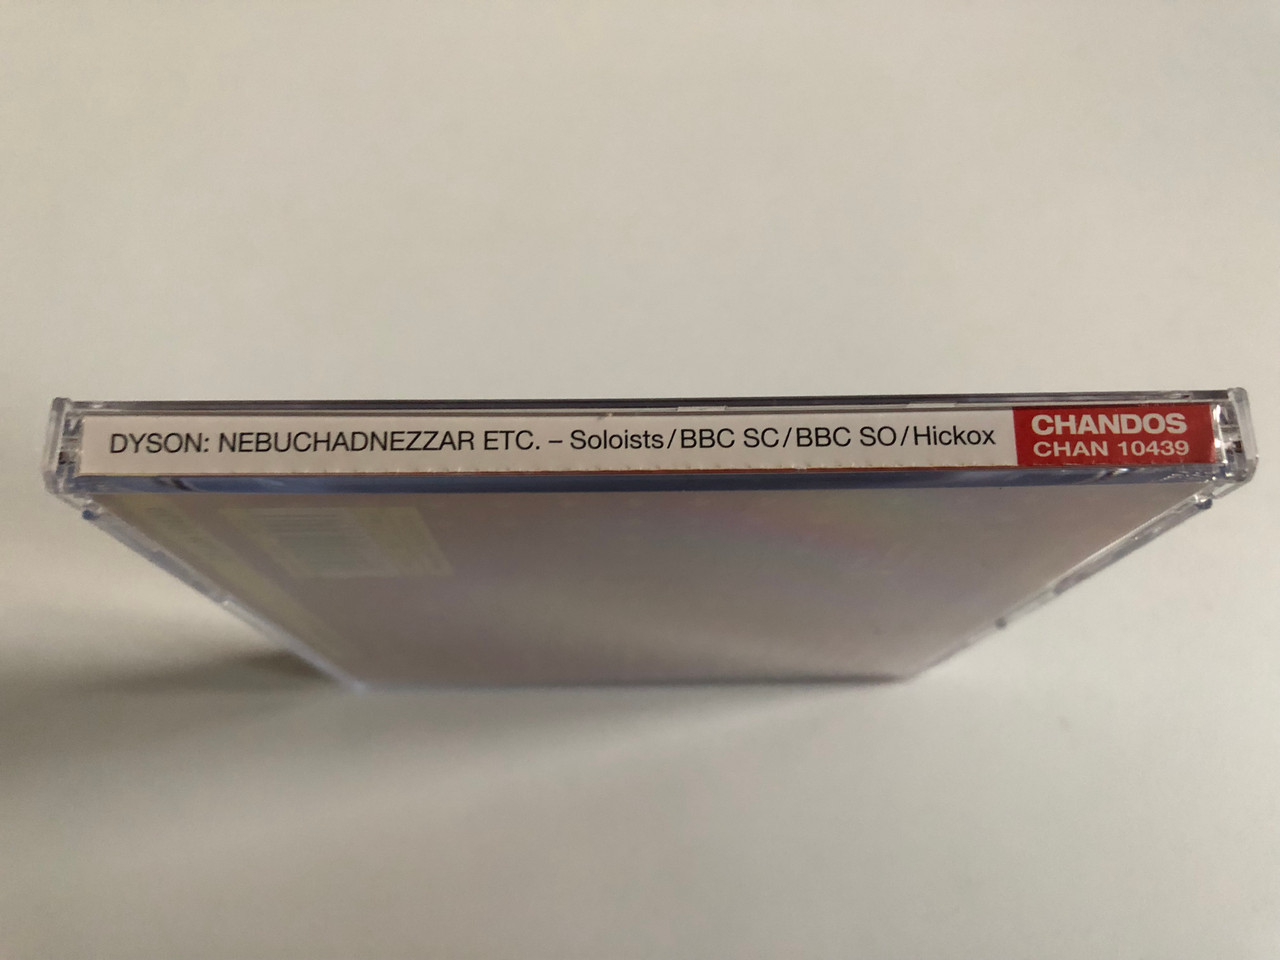 DYSON: NEBUCHADNEZZAR ETC. – Soloists/BBC SC/BBC SO/Hickox
CHANDOS
CHAN 10439